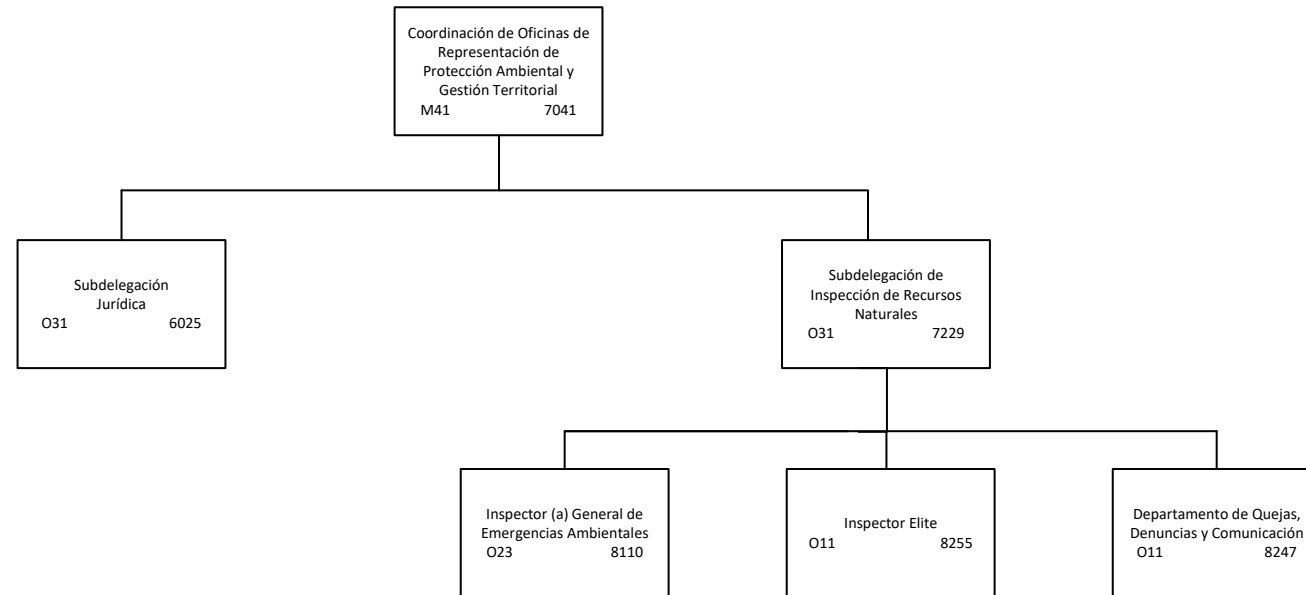 Coordinación de Oficinas de
Representación de
Protección Ambiental y
Gestión Territorial
M41 7041
Subdelegación
Jurídica
O31 6025
Subdelegación de
Inspección de Recursos
Naturales
O31 7229
Inspector (a) General de
Emergencias Ambientales
O23 8110
Inspector Elite
O11 8255
Departamento de Quejas,
Denuncias y Comunicación
O11 8247